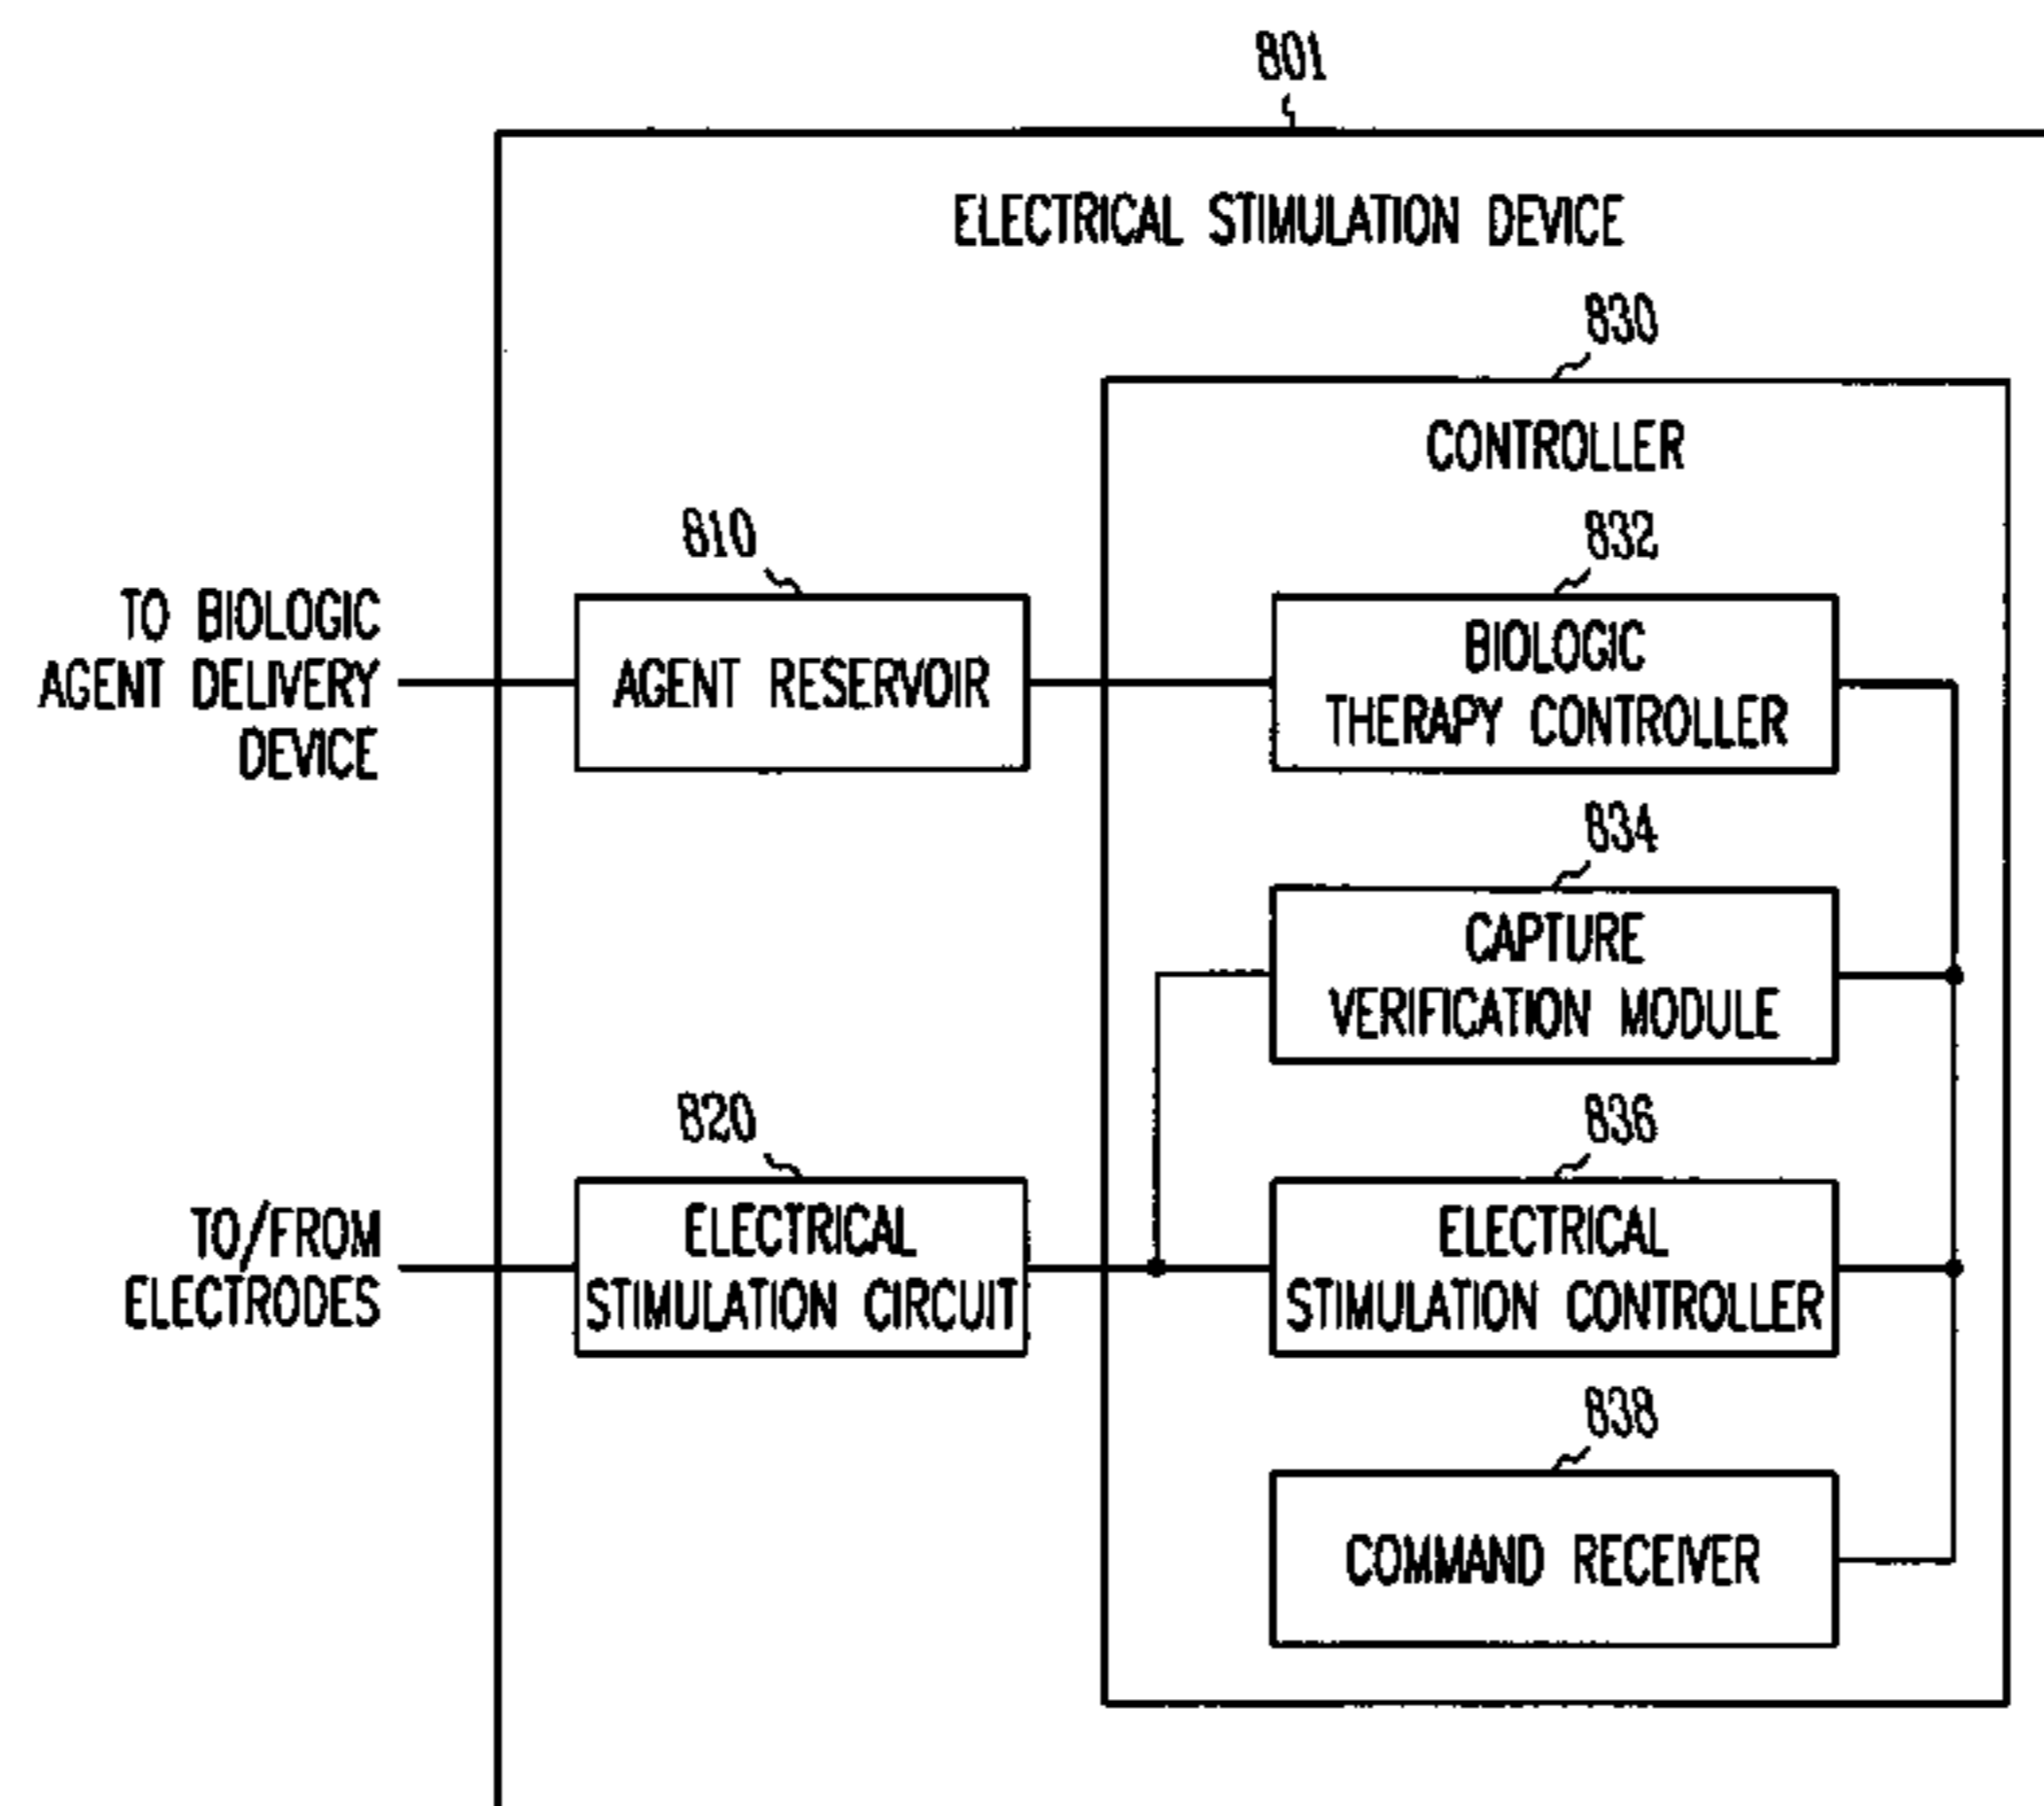 801
ELECTRICAL STIMULATION DEVICE
830
CONTROLLER
810
832
TO BIOLOGIC
AGENT DELIVERY
DEVICE
AGENT RESERVOIR
BIOLOGIC
THERAPY CONTROLLER
834
CAPTURE
VERIFICATION MODULE
820
836
TO/FROM
ELECTRODES
ELECTRICAL
STIMULATION CIRCUIT
ELECTRICAL
STIMULATION CONTROLLER
838
COMMAND RECEIVER